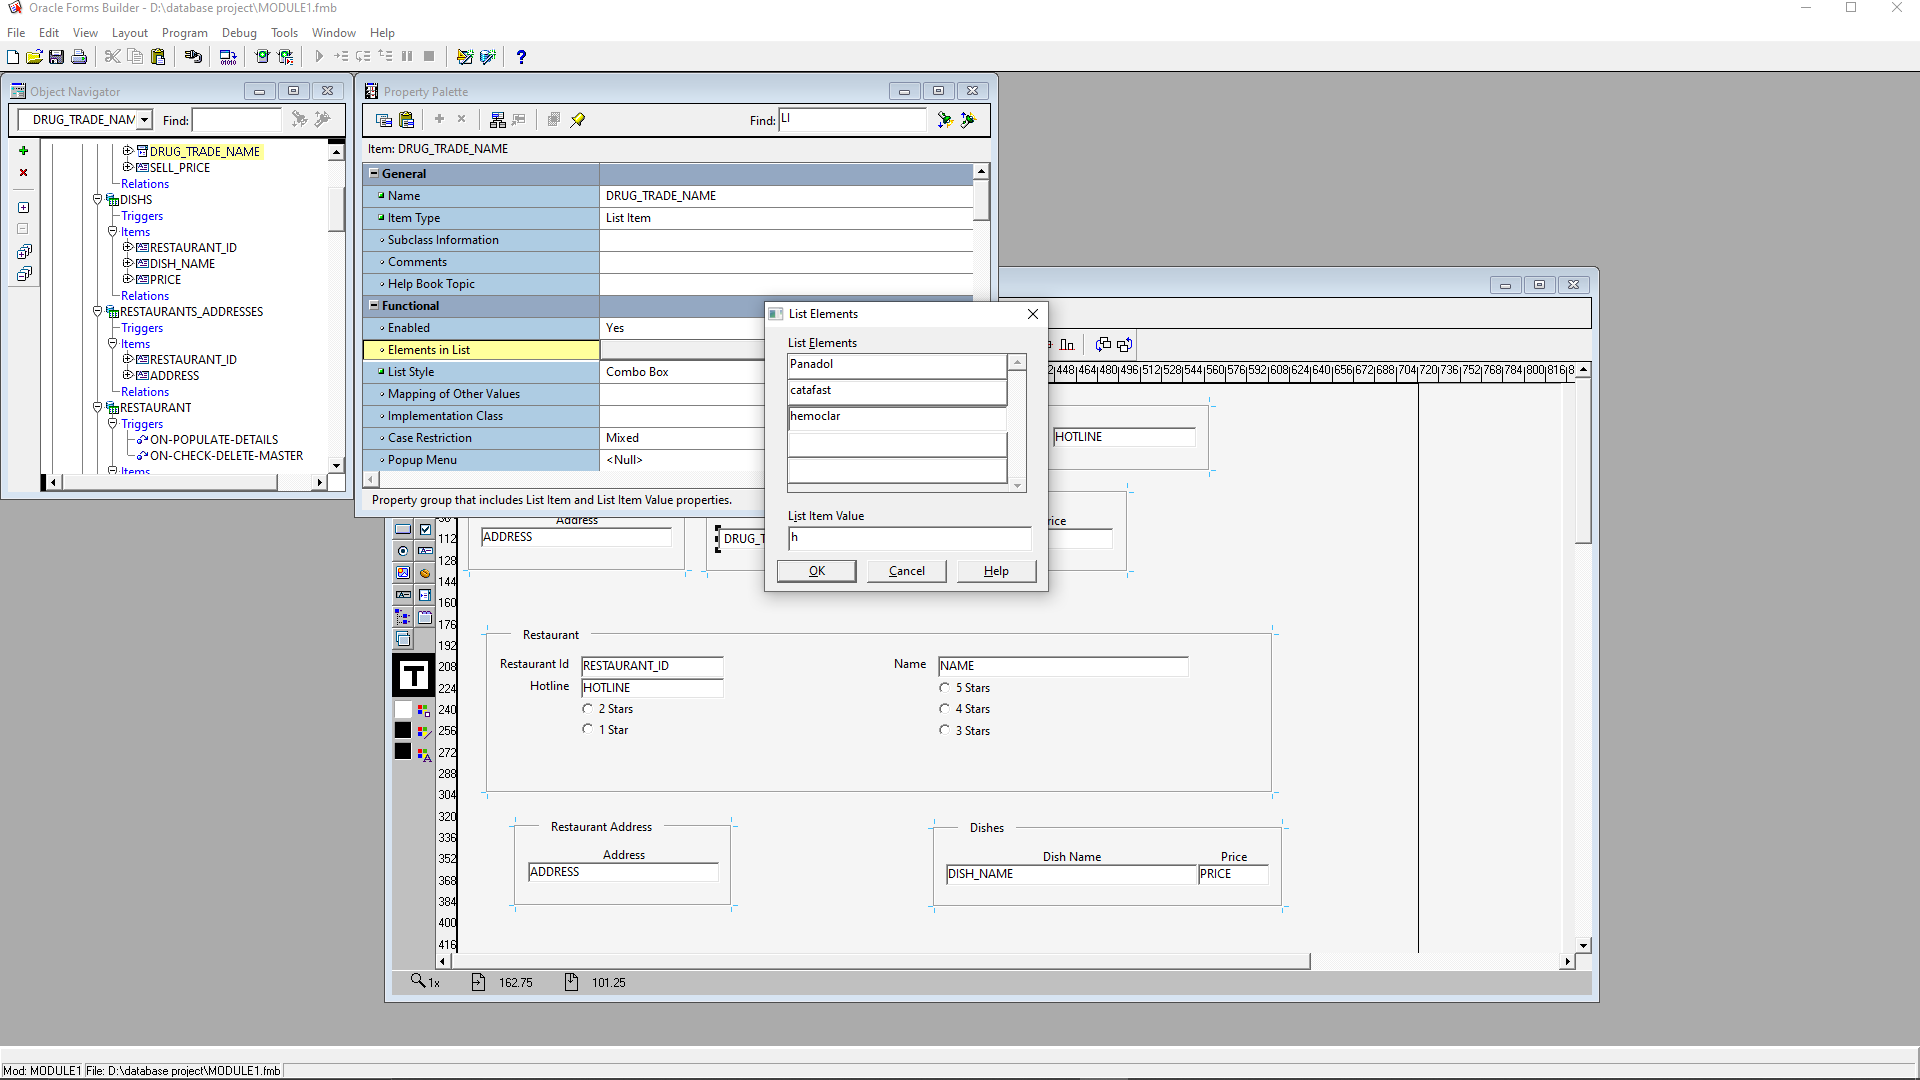 Oracle Forms Builder - D:\database project\MODULE1.fmb
File Edit View Layout Program Debug Tools Window Help
Object Navigator
DRUG_TRADE_NAM Find:
DRUG_TRADE_NAME
SELL_PRICE
Relations
DISHS
Triggers
Items
RESTAURANT_ID
DISH_NAME
PRICE
Relations
RESTAURANTS_ADDRESSES
Triggers
Items
RESTAURANT_ID
ADDRESS
Relations
RESTAURANT
Triggers
ON-POPULATE-DETAILS
ON-CHECK-DELETE-MASTER
Items
Property Palette
Find: LI
Item: DRUG_TRADE_NAME
General
Name DRUG_TRADE_NAME
Item Type List Item
Subclass Information
Comments
Help Book Topic
Functional
Enabled Yes
Elements in List
List Style Combo Box
Mapping of Other Values
Implementation Class
Case Restriction Mixed
Popup Menu <Null>
Property group that includes List Item and List Item Value properties.
List Elements
List Elements
Panadol
catafast
hemoclar
List Item Value
h
OK Cancel Help
448 464 480 496 512 528 544 560 576 592 608 624 640 656 672 688 704 720 736 752 768 784 800 816 8
HOTLINE
Address rice
ADDRESS DRUG_T
112
128
144
160
176
192
208
224
240
256
272
288
304
320
336
352
368
384
400
416
Restaurant
Restaurant Id RESTAURANT_ID Name NAME
Hotline HOTLINE 5 Stars
2 Stars 4 Stars
1 Star 3 Stars
Restaurant Address Dishes
Address Dish Name Price
ADDRESS DISH_NAME PRICE
1x 162.75 101.25
Mod: MODULE1 File: D:\database project\MODULE1.fmb